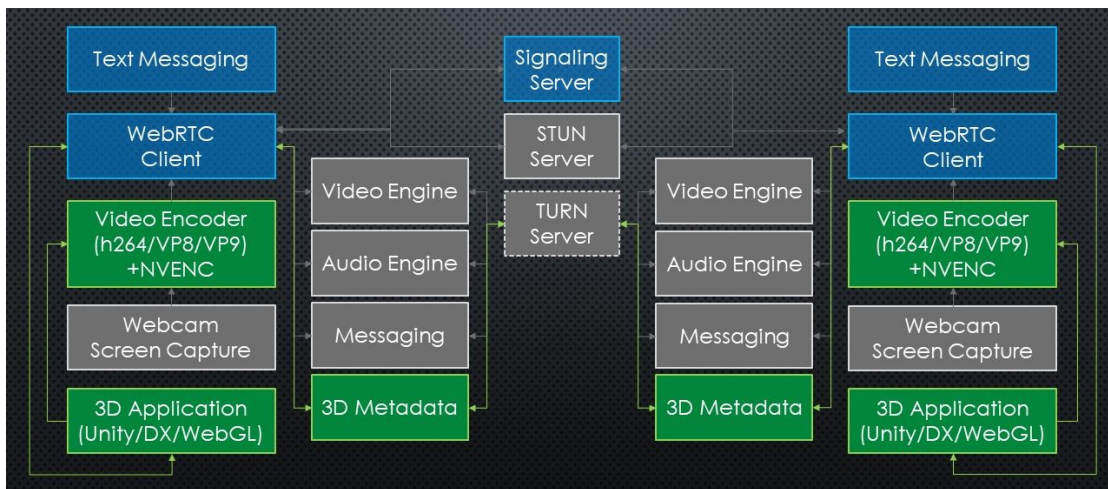 Text Messaging
WebRTC
Client
Video Encoder
(h264/VP8/VP9)
+NVENC
Webcam
Screen Capture
3D Application
(Unity/DX/WebGL)
Video Engine
Audio Engine
Messaging
3D Metadata
Signaling
Server
STUN
Server
TURN
Server
Video Engine
Audio Engine
Messaging
3D Metadata
Text Messaging
WebRTC
Client
Video Encoder
(h264/VP8/VP9)
+NVENC
Webcam
Screen Capture
3D Application
(Unity/DX/WebGL)